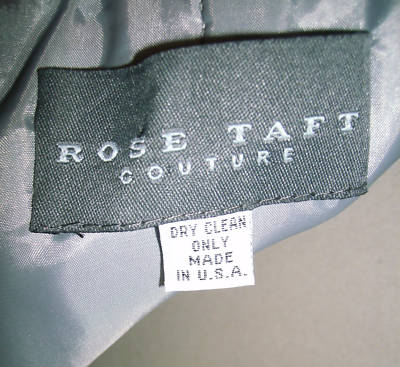 ROSE TAFT
COUTURE
DRY CLEAN
ONLY
MADE
IN U.S.A.